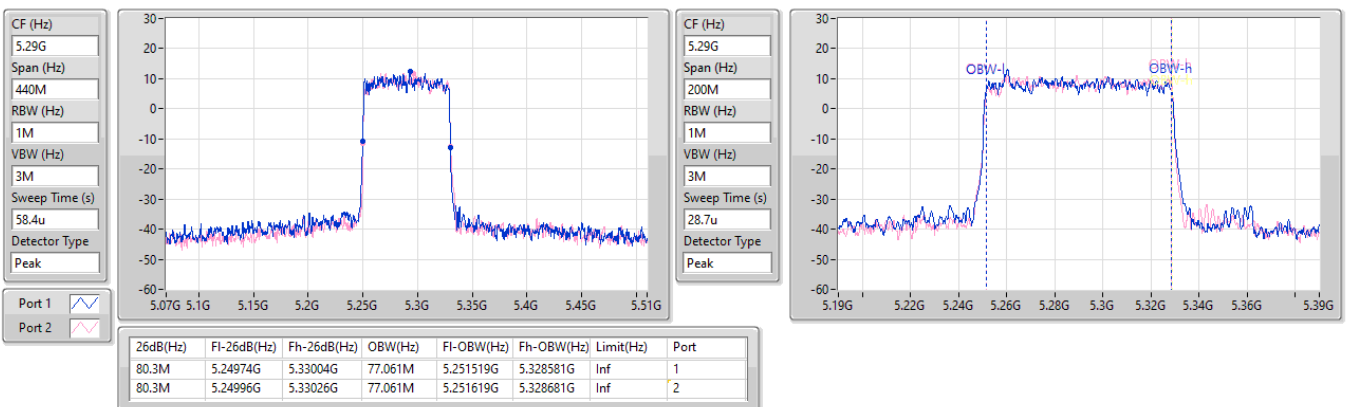 CF (Hz)
5.29G
Span (Hz)
440M
RBW (Hz)
1M
VBW (Hz)
3M
Sweep Time (s)
58.4u
Detector Type
Peak
Port 1
Port 2
30
20
10
0
-10
-20
-30
-40
-50
-60
5.07G 5.1G 5.15G 5.2G 5.25G 5.3G 5.35G 5.4G 5.45G 5.51G
CF (Hz)
5.29G
Span (Hz)
200M
RBW (Hz)
1M
VBW (Hz)
3M
Sweep Time (s)
28.7u
Detector Type
Peak
30
20
10
0
-10
-20
-30
-40
-50
-60
OBW-l OBW-h
5.19G 5.22G 5.24G 5.26G 5.28G 5.3G 5.32G 5.34G 5.36G 5.39G
26dB(Hz) Fl-26dB(Hz) Fh-26dB(Hz) OBW(Hz) Fl-OBW(Hz) Fh-OBW(Hz) Limit(Hz) Port
80.3M 5.24974G 5.33004G 77.061M 5.251519G 5.328581G Inf 1
80.3M 5.24996G 5.33026G 77.061M 5.251619G 5.328681G Inf 2